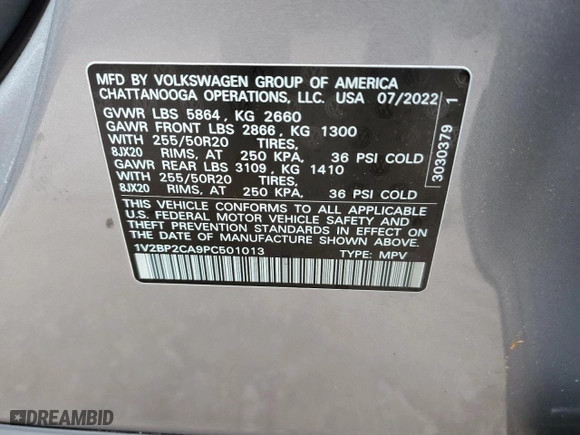 MFD BY VOLKSWAGEN GROUP OF AMERICA
CHATTANOOGA OPERATIONS, LLC. USA 07/2022
GVWR LBS 5864, KG 2660
GAWR FRONT LBS 2866, KG 1300
WITH 255/50R20 TIRES,
8JX20 RIMS, AT 250 KPA, 36 PSI COLD
GAWR REAR LBS 3109, KG 1410
WITH 255/50R20 TIRES,
8JX20 RIMS, AT 250 KPA, 36 PSI COLD
THIS VEHICLE CONFORMS TO ALL APPLICABLE
U.S. FEDERAL MOTOR VEHICLE SAFETY AND
THEFT PREVENTION STANDARDS IN EFFECT ON
THE DATE OF MANUFACTURE SHOWN ABOVE.
1V2BP2CA9PC501013 TYPE: MPV
3030379 1
DREAMBID